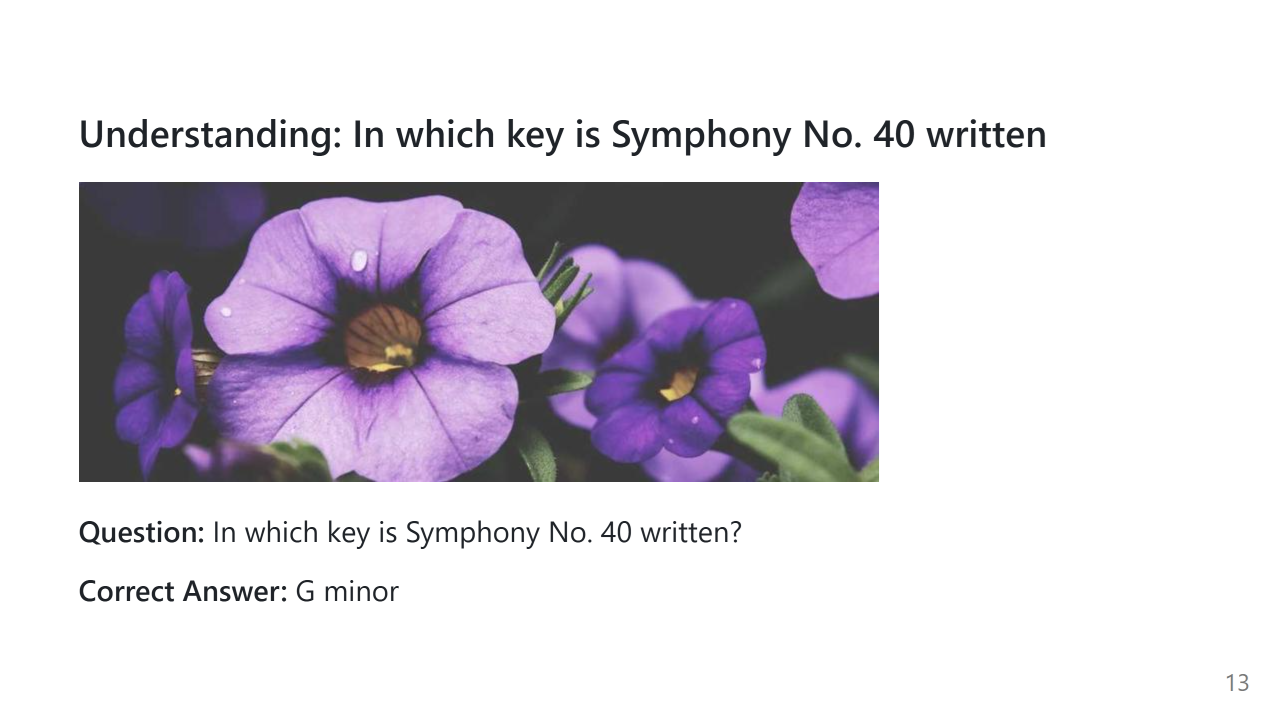 Understanding: In which key is Symphony No. 40 written
Question: In which key is Symphony No. 40 written?
Correct Answer: G minor
13